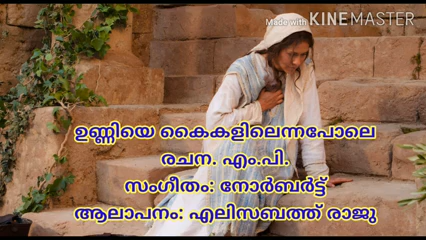 Made with KINEMASTER
ഉണ്ണിയെ കൈകളിലെന്നപോലെ
രചന. എം.പി.
സംഗീതം: നോർബർട്ട്
ആലാപനം: എലിസബത്ത് രാജു